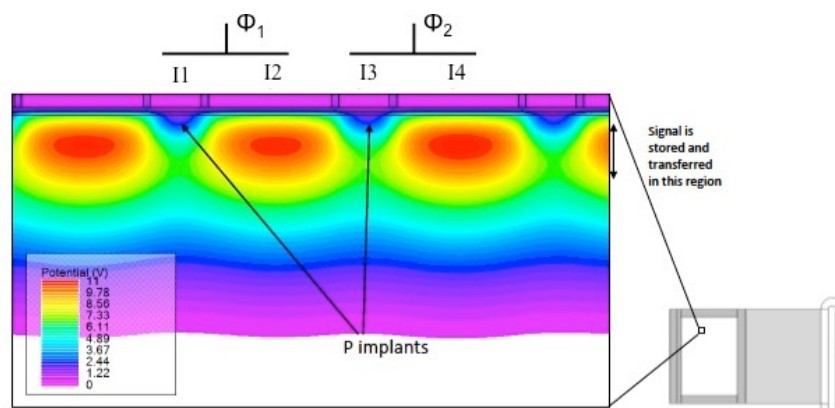 Φ1 Φ2
I1 I2 I3 I4
Signal is
stored and
transferred
in this region
Potential (V)
11
9.78
8.56
7.33
6.11
4.89
3.67
2.44
1.22
0
P implants